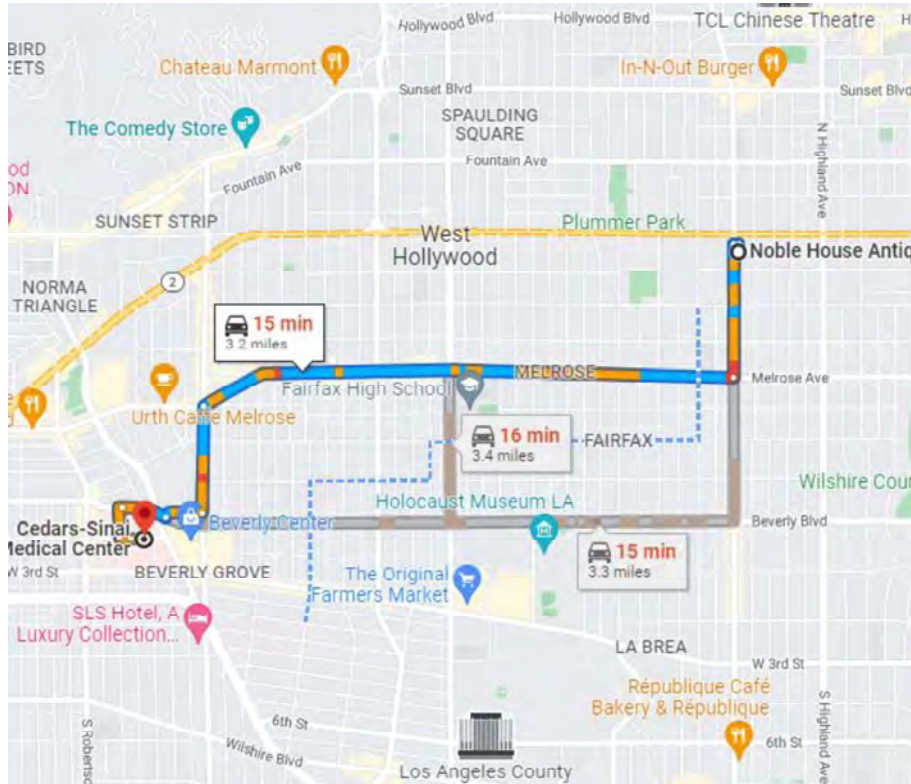 Hollywood Blvd
Hollywood Blvd
TCL Chinese Theatre
H
BIRD
EETS
Chateau Marmont
In-N-Out Burger
Sunset Blvd
Sunset Blvd
The Comedy Store
SPAULDING
SQUARE
N Highland Ave
ood
ON
Fountain Ave
Fountain Ave
SUNSET STRIP
Plummer Park
West
Hollywood
Noble House Antiq
2
NORMA
TRIANGLE
15 min
3.2 miles
Fairfax High School
MELROSE
Melrose Ave
Urth Caffe Melrose
16 min
3.4 miles
FAIRFAX
Wilshire Cour
Holocaust Museum LA
Cedars-Sinai
Medical Center
Beverly Center
Beverly Blvd
15 min
3.3 miles
W 3rd St
BEVERLY GROVE
The Original
Farmers Market
SLS Hotel, A
Luxury Collection...
LA BREA
W 3rd St
République Café
Bakery & République
S Highland Ave
6th St
6th St
S Roberts
Wilshire Blvd
Los Angeles County